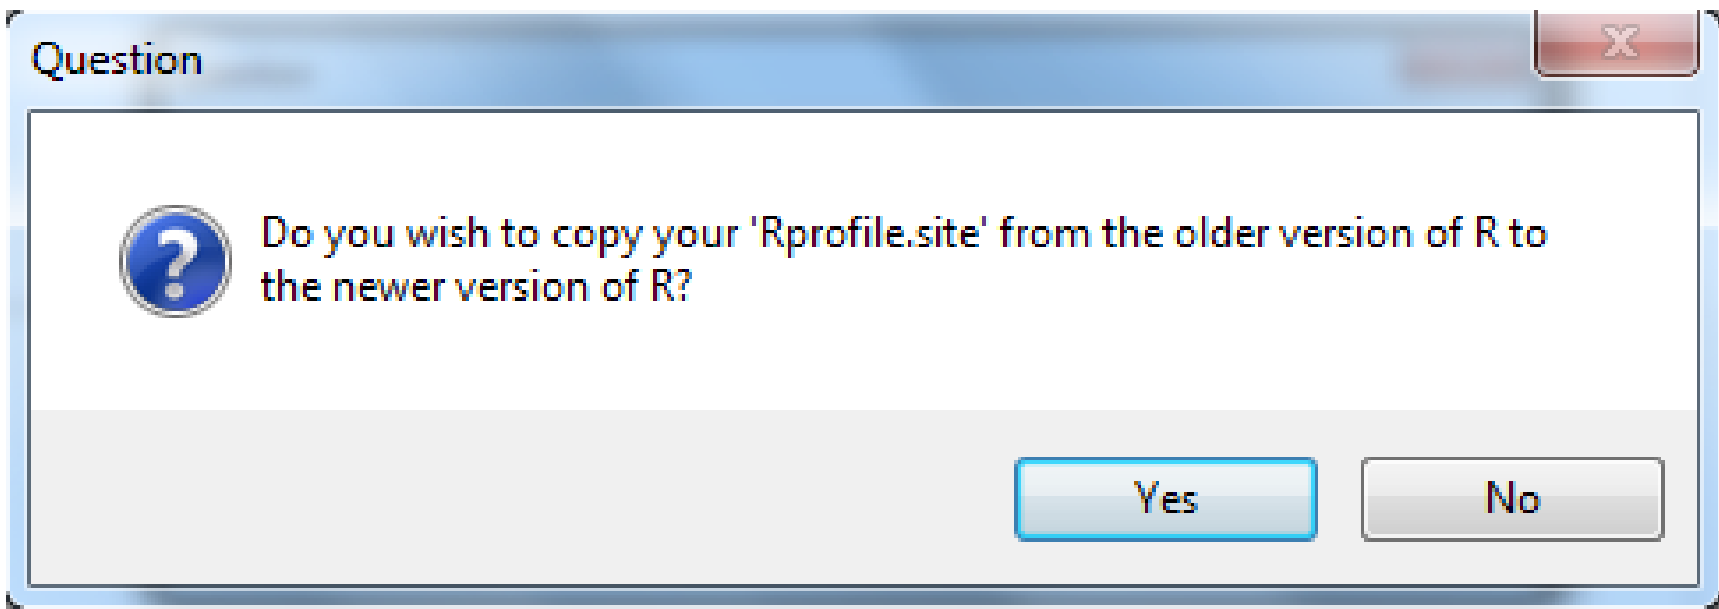 Question
Do you wish to copy your 'Rprofile.site' from the older version of R to
the newer version of R?
Yes
No